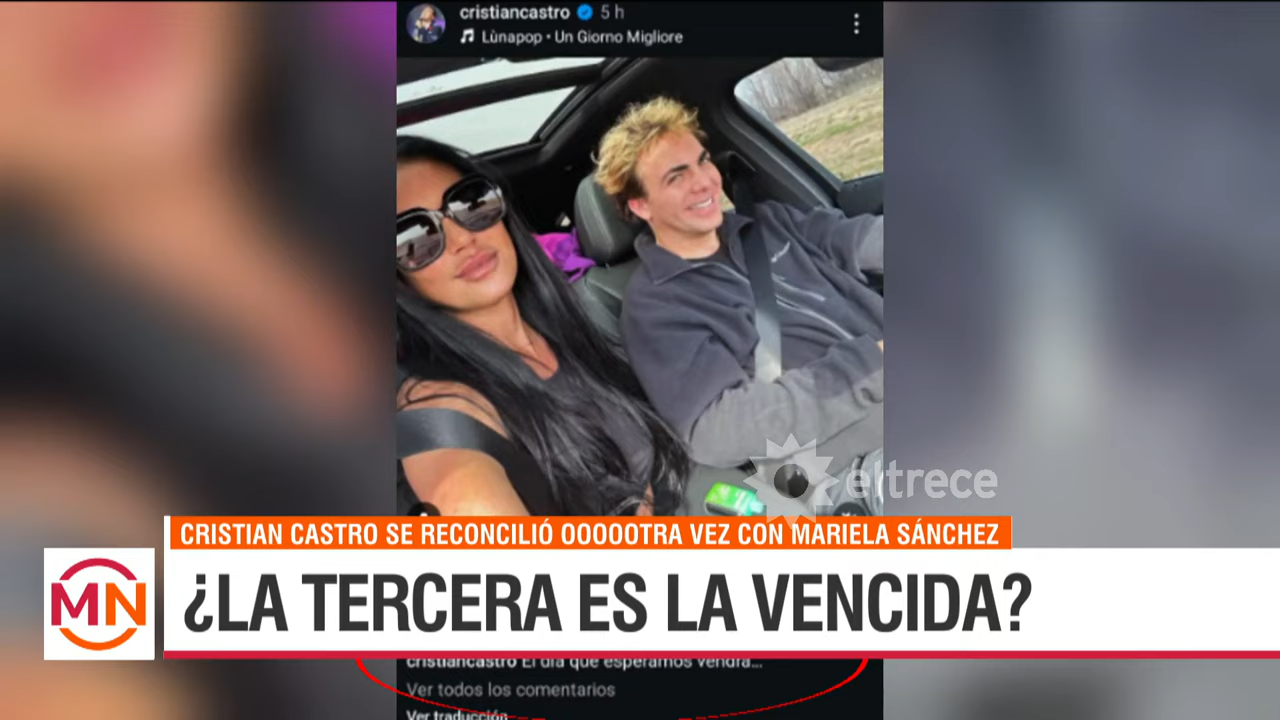 cristiancastro 5 h
Lùnapop • Un Giorno Migliore
eltrece
CRISTIAN CASTRO SE RECONCILIÓ OOOOOTRA VEZ CON MARIELA SÁNCHEZ
MN
¿LA TERCERA ES LA VENCIDA?
cristiancastro El día que esperamos vendrá...
Ver todos los comentarios
Ver traducción